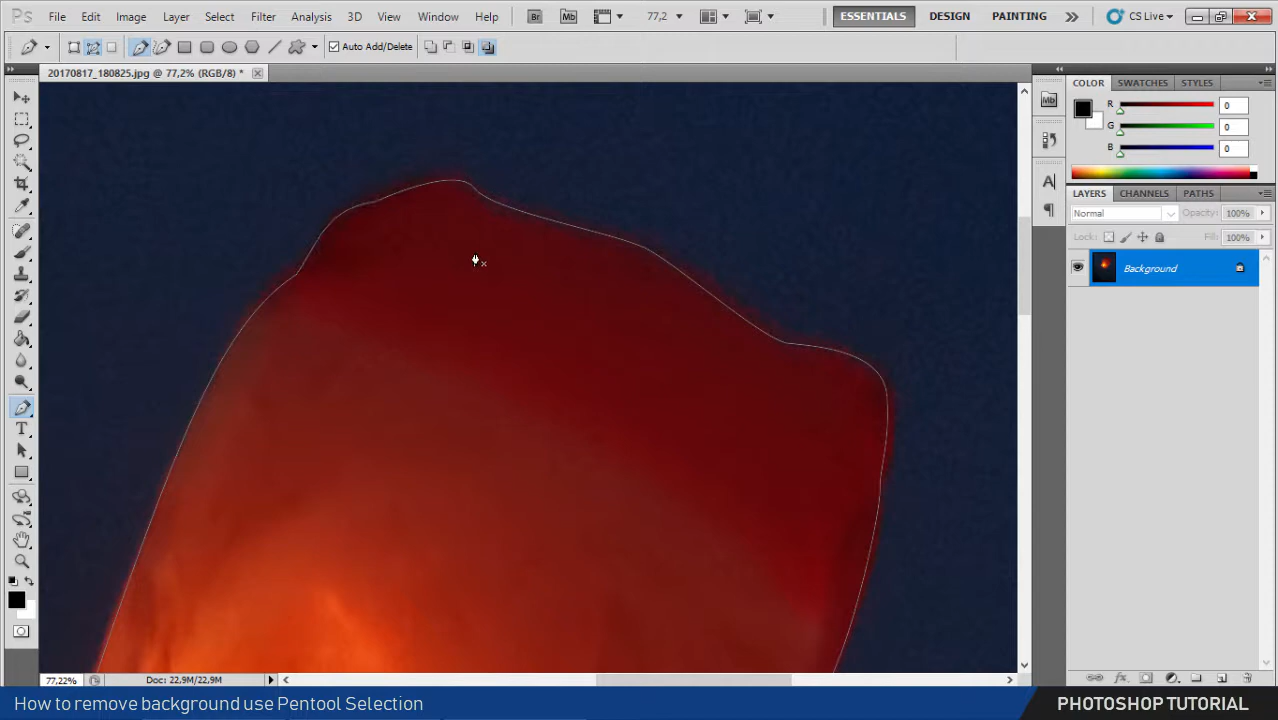 Ps File Edit Image Layer Select Filter Analysis 3D View Window Help Br Mb 77,2 ESSENTIALS DESIGN PAINTING CS Live
Auto Add/Delete
20170817_180825.jpg @ 77,2% (RGB/8) *
COLOR SWATCHES STYLES
Mb
R 0
G 0
B 0
A
LAYERS CHANNELS PATHS
Normal Opacity: 100%
Lock: Fill: 100%
Background
T
77,22% Doc: 22,9M/22,9M
How to remove background use Pentool Selection PHOTOSHOP TUTORIAL